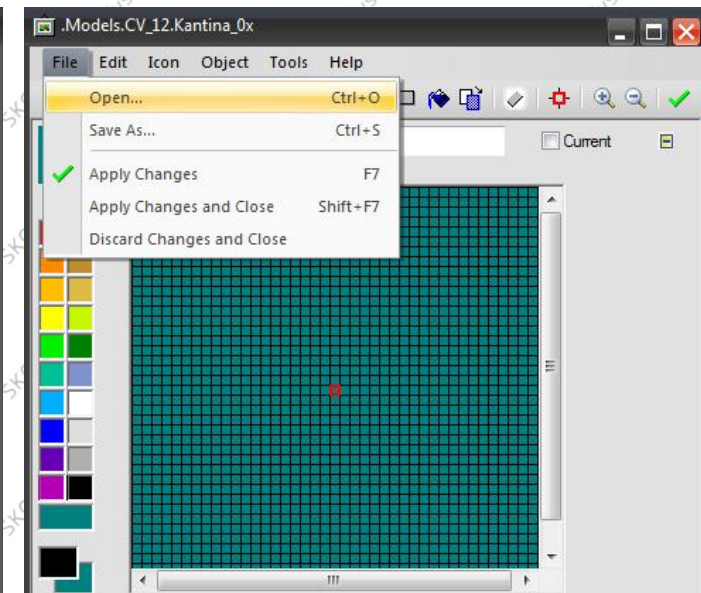 .Models.CV_12.Kantina_0x
File Edit Icon Object Tools Help
Open... Ctrl+O
Save As... Ctrl+S
Current
Apply Changes F7
Apply Changes and Close Shift+F7
Discard Changes and Close